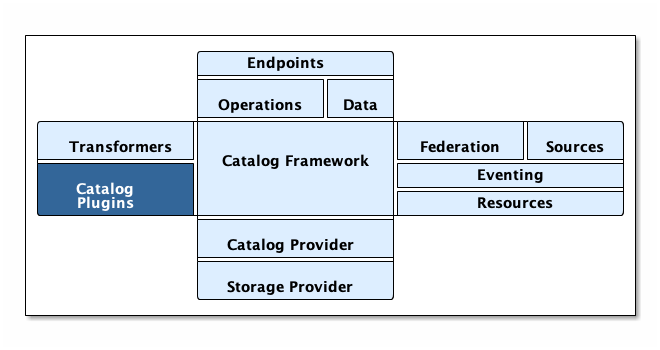 Endpoints
Operations
Data
Transformers
Catalog Framework
Federation
Sources
Catalog
Plugins
Eventing
Resources
Catalog Provider
Storage Provider